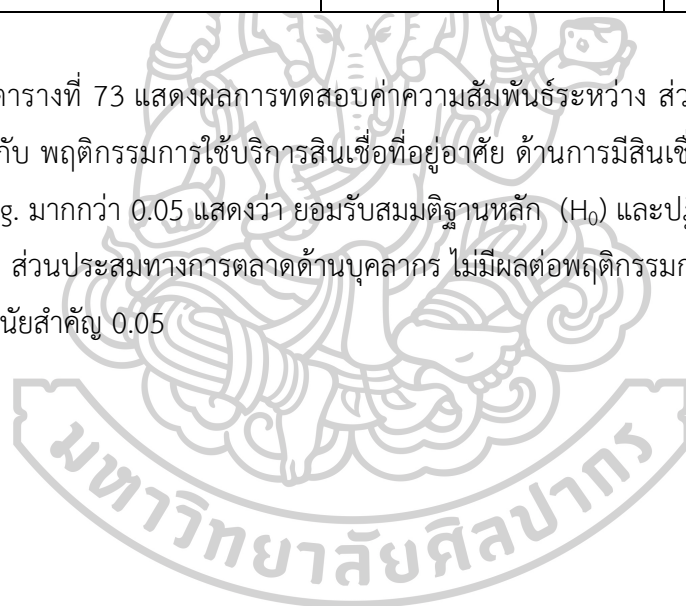 ตารางที่ 73 แสดงผลการทดสอบค่าความสัมพันธ์ระหว่าง ส่ว
กับ พฤติกรรมการใช้บริการสินเชื่อที่อยู่อาศัย ด้านการมีสินเชื
g. มากกว่า 0.05 แสดงว่า ยอมรับสมมติฐานหลัก (H₀) และปฏ
ส่วนประสมทางการตลาดด้านบุคลากร ไม่มีผลต่อพฤติกรรมก
นัยสำคัญ 0.05
มหาวิทยาลัยศิลปากร